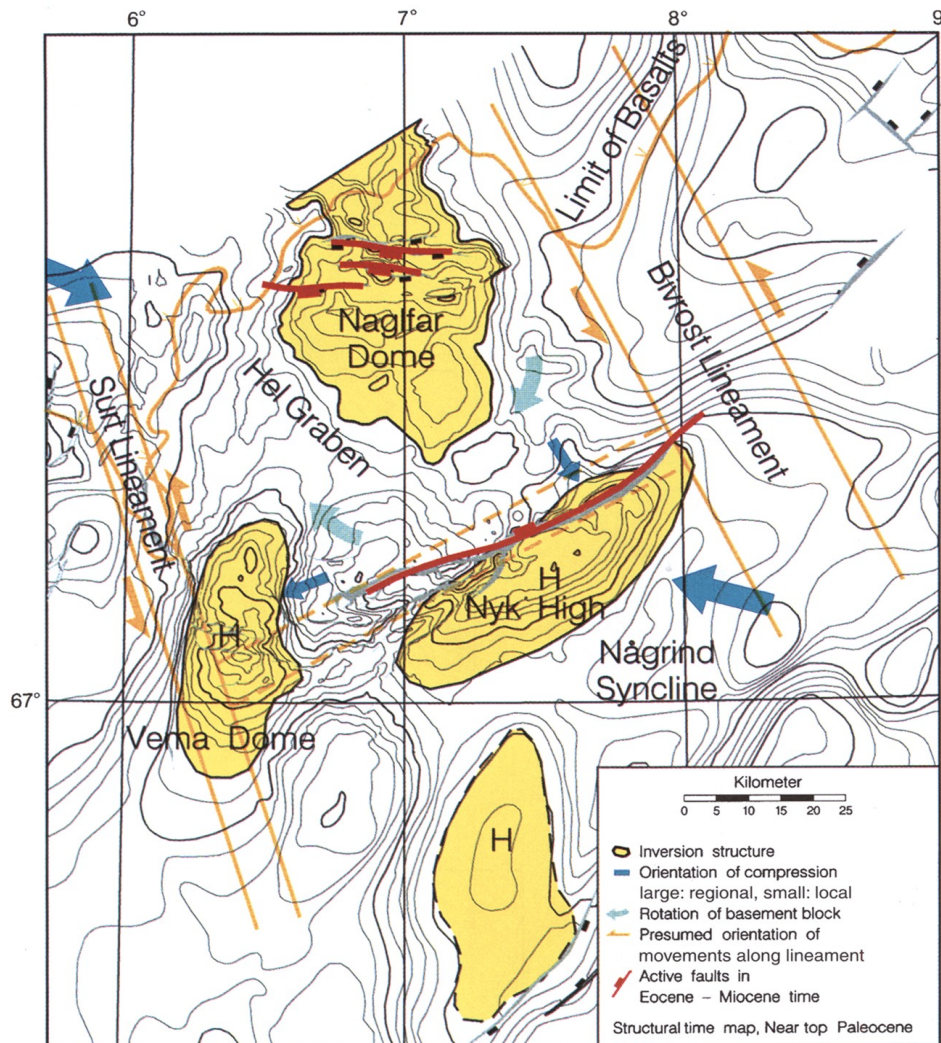 6° 7° 8° 9
Limit of Basalts
Bivrost Lineament
Naglfar
Dome
Hel Graben
Surt Lineament
H
Nyk High
H
Någrind
Syncline
67°
Vema Dome
H
Kilometer
0 5 10 15 20 25
Inversion structure
Orientation of compression
large: regional, small: local
Rotation of basement block
Presumed orientation of
movements along lineament
Active faults in
Eocene – Miocene time
Structural time map, Near top Paleocene